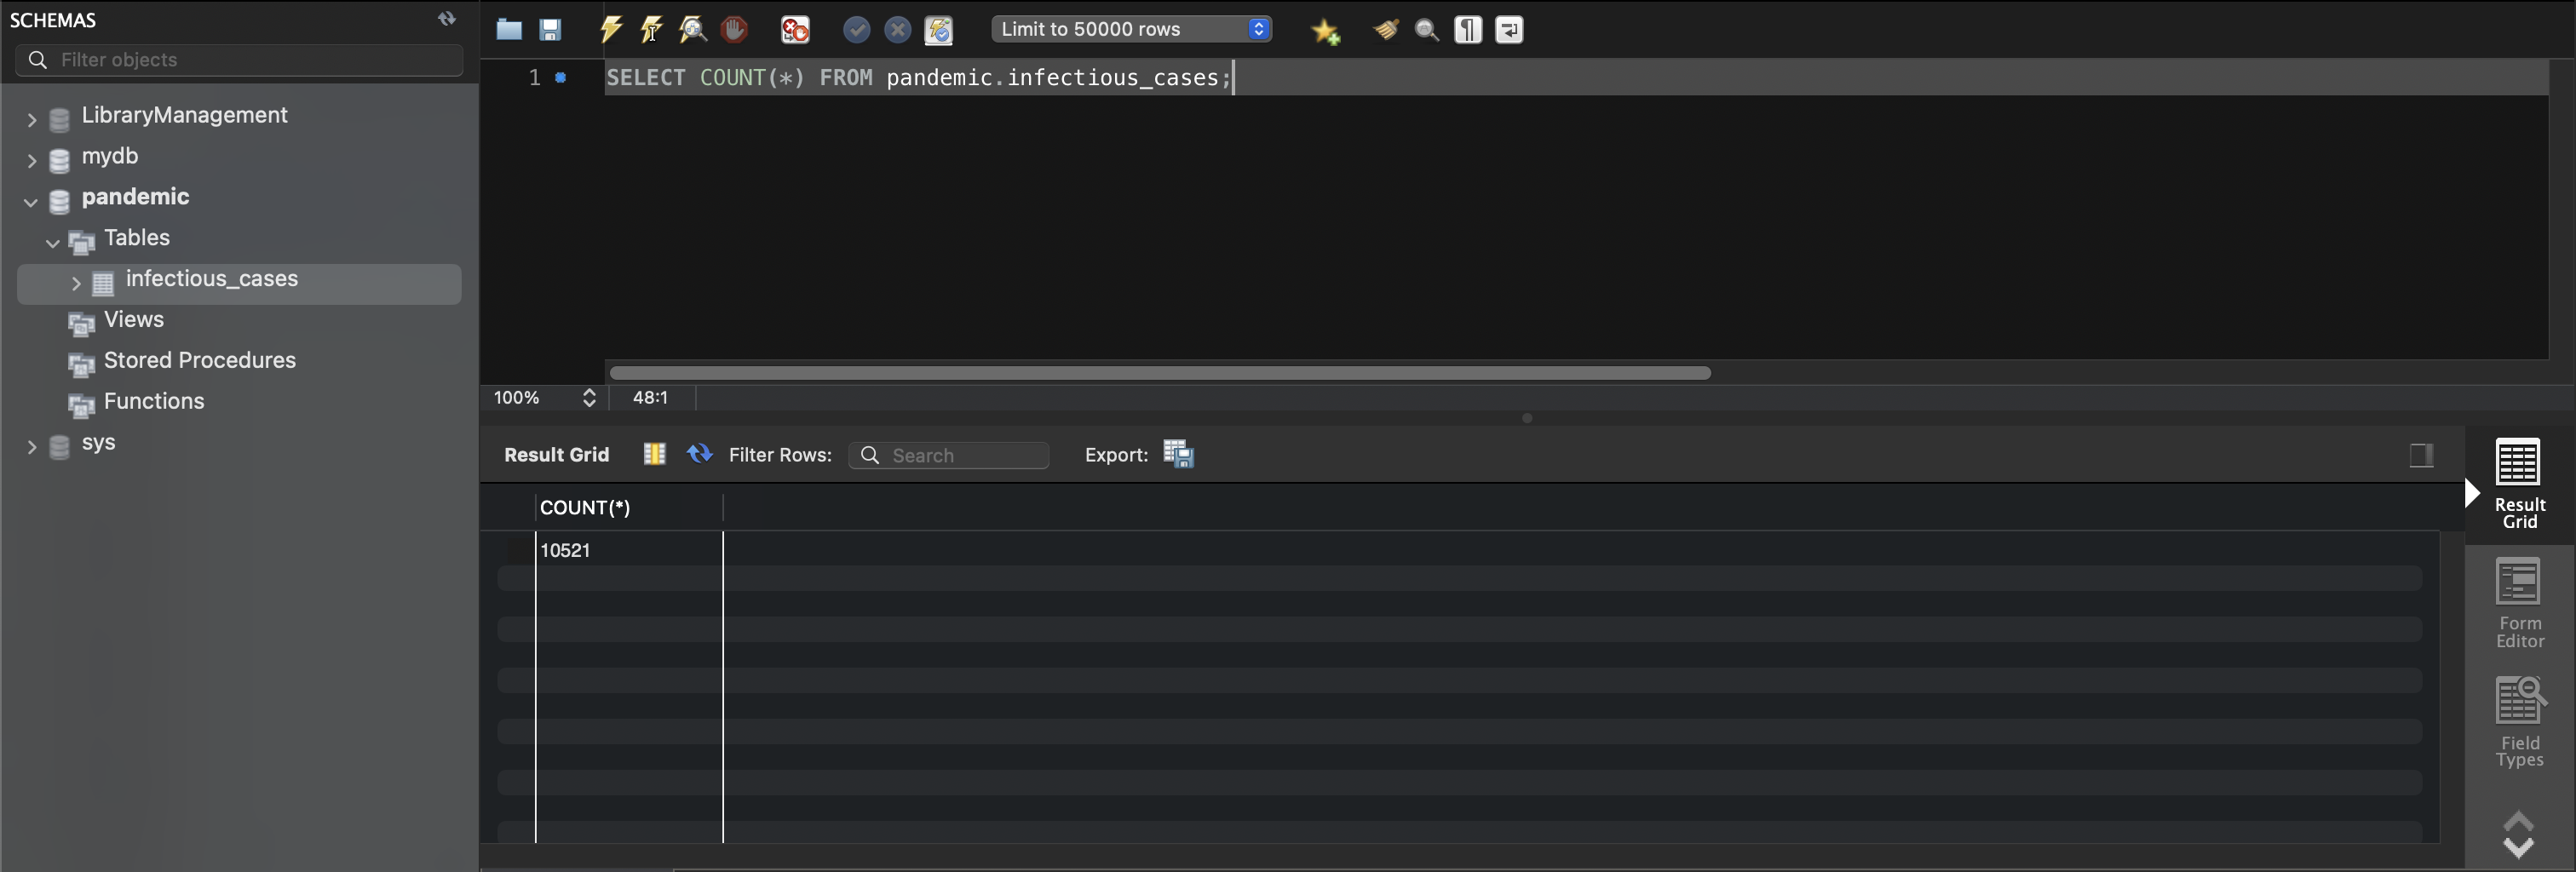 SCHEMAS
Filter objects
LibraryManagement
mydb
pandemic
Tables
infectious_cases
Views
Stored Procedures
Functions
sys
Limit to 50000 rows
1 SELECT COUNT(*) FROM pandemic.infectious_cases;
100% 48:1
Result Grid Filter Rows: Search Export:
COUNT(*)
10521
Result
Grid
Form
Editor
Field
Types